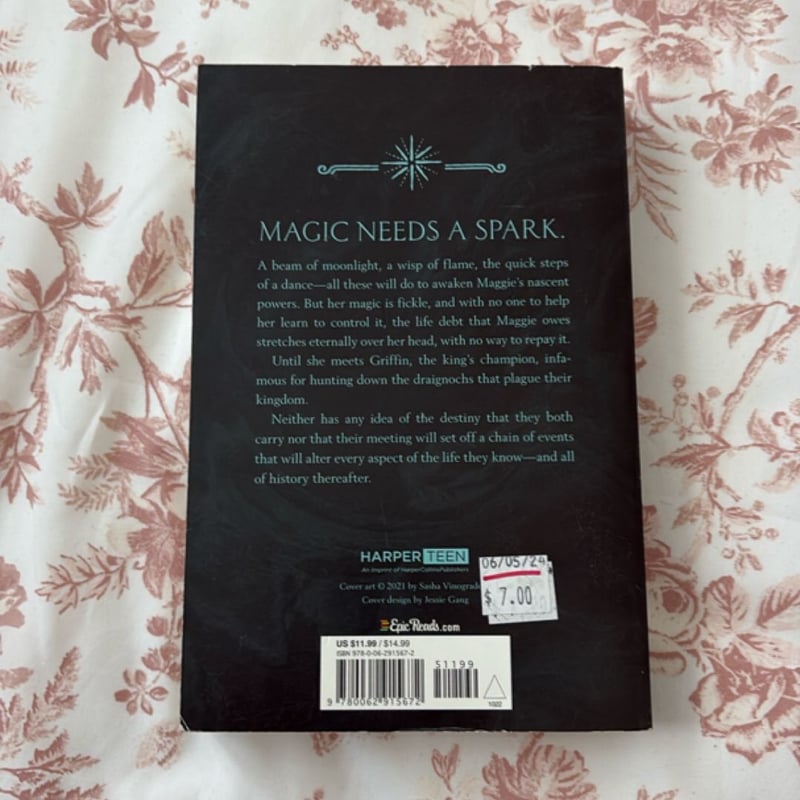 MAGIC NEEDS A SPARK.
A beam of moonlight, a wisp of flame, the quick steps
of a dance—all these will do to awaken Maggie's nascent
powers. But her magic is fickle, and with no one to help
her learn to control it, the life debt that Maggie owes
stretches eternally over her head, with no way to repay it.
Until she meets Griffin, the king's champion, infa-
mous for hunting down the draignochs that plague their
kingdom.
Neither has any idea of the destiny that they both
carry nor that their meeting will set off a chain of events
that will alter every aspect of the life they know—and all
of history thereafter.
HARPER TEEN
An Imprint of HarperCollinsPublishers
Cover art © 2021 by Sasha
Cover design by Jessie Gang
06/05/24
$ 7.00
EpicReads.com
US $11.99 / $14.99
ISBN 978-0-06-291567-2
51199
9 780062 915672
1022